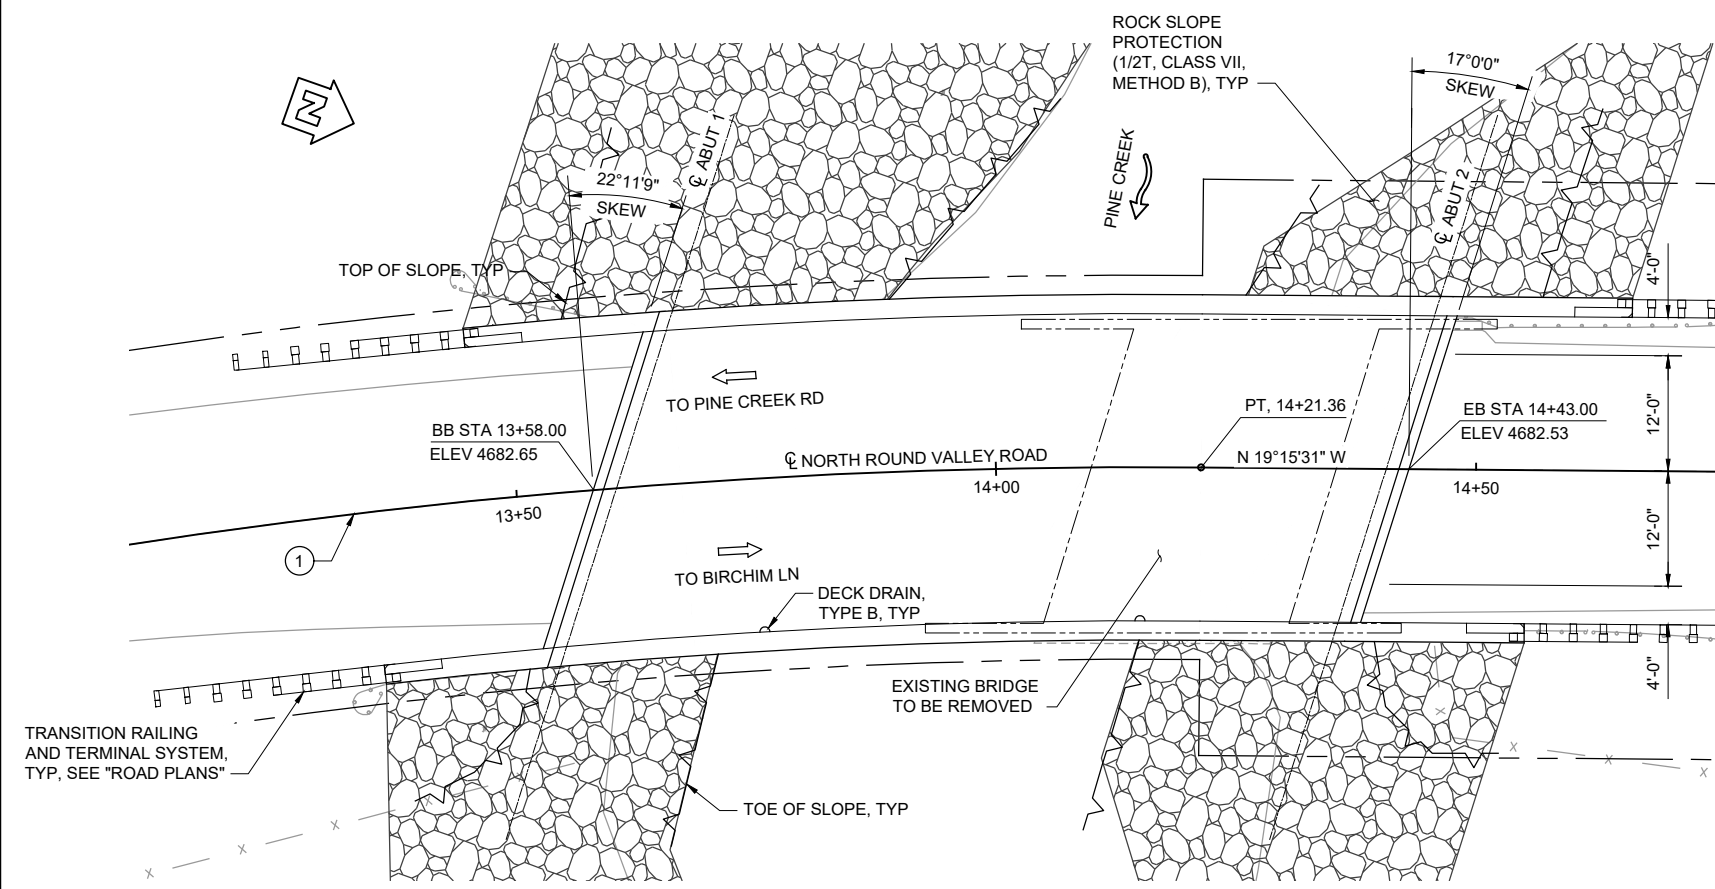 ROCK SLOPE
PROTECTION
(1/2T, CLASS VII,
METHOD B), TYP
17°0'0"
SKEW
N
PINE CREEK
℄ ABUT 1
22°11'9"
SKEW
℄ ABUT 2
TOP OF SLOPE, TYP
4'-0"
TO PINE CREEK RD
PT, 14+21.36
EB STA 14+43.00
ELEV 4682.53
12'-0"
BB STA 13+58.00
ELEV 4682.65
℄ NORTH ROUND VALLEY ROAD
N 19°15'31" W
13+50
14+00
14+50
12'-0"
1
TO BIRCHIM LN
DECK DRAIN,
TYPE B, TYP
EXISTING BRIDGE
TO BE REMOVED
4'-0"
TRANSITION RAILING
AND TERMINAL SYSTEM,
TYP, SEE "ROAD PLANS"
TOE OF SLOPE, TYP
X
X
X
X
X
X
X
X